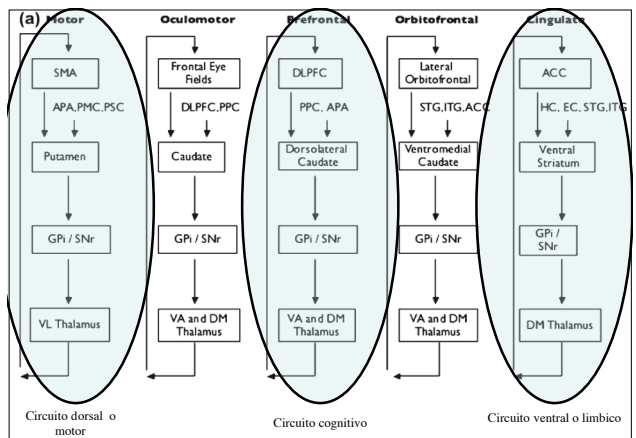 (a) Motor
SMA
APA,PMC,PSC
Putamen
GPi / SNr
VL Thalamus
Circuito dorsal o
motor
Oculomotor
Frontal Eye
Fields
DLPFC,PPC
Caudate
GPi / SNr
VA and DM
Thalamus
Prefrontal
DLPFC
PPC, APA
Dorsolateral
Caudate
GPi / SNr
VA and DM
Thalamus
Circuito cognitivo
Orbitofrontal
Lateral
Orbitofrontal
STG,ITG,ACC
Ventromedial
Caudate
GPi / SNr
VA and DM
Thalamus
Cingulate
ACC
HC, EC, STG,ITG
Ventral
Striatum
GPi /
SNr
DM Thalamus
Circuito ventral o limbico